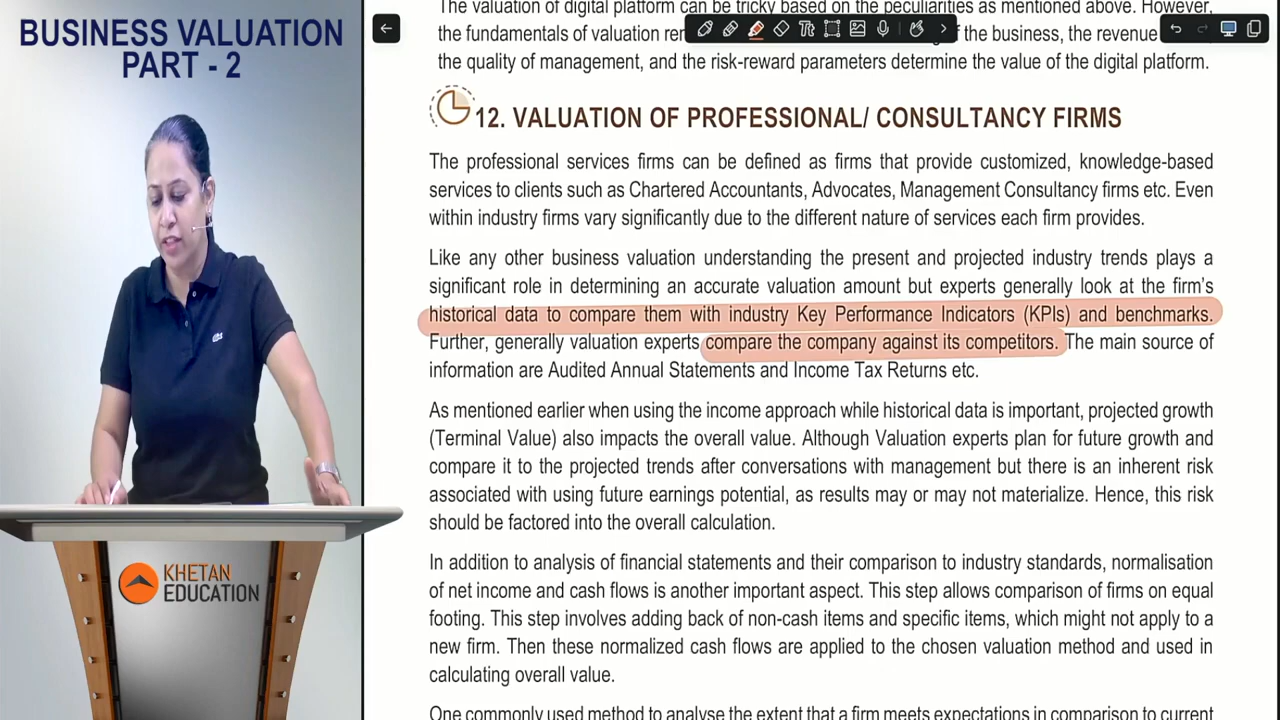 BUSINESS VALUATION
PART - 2
KHETAN
EDUCATION
The valuation of digital platform can be tricky based on the peculiarities as mentioned above. However,
the fundamentals of valuation of the business, the revenue
the quality of management, and the risk-reward parameters determine the value of the digital platform.
12. VALUATION OF PROFESSIONAL/ CONSULTANCY FIRMS
The professional services firms can be defined as firms that provide customized, knowledge-based
services to clients such as Chartered Accountants, Advocates, Management Consultancy firms etc. Even
within industry firms vary significantly due to the different nature of services each firm provides.
Like any other business valuation understanding the present and projected industry trends plays a
significant role in determining an accurate valuation amount but experts generally look at the firm's
historical data to compare them with industry Key Performance Indicators (KPIs) and benchmarks.
Further, generally valuation experts compare the company against its competitors. The main source of
information are Audited Annual Statements and Income Tax Returns etc.
As mentioned earlier when using the income approach while historical data is important, projected growth
(Terminal Value) also impacts the overall value. Although Valuation experts plan for future growth and
compare it to the projected trends after conversations with management but there is an inherent risk
associated with using future earnings potential, as results may or may not materialize. Hence, this risk
should be factored into the overall calculation.
In addition to analysis of financial statements and their comparison to industry standards, normalisation
of net income and cash flows is another important aspect. This step allows comparison of firms on equal
footing. This step involves adding back of non-cash items and specific items, which might not apply to a
new firm. Then these normalized cash flows are applied to the chosen valuation method and used in
calculating overall value.
One commonly used method to analyse the extent that a firm meets expectations in comparison to current